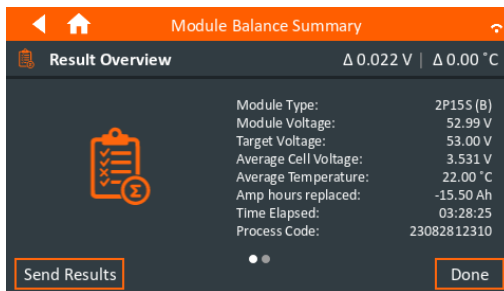 Module Balance Summary
Result Overview Δ 0.022 V | Δ 0.00 °C
Module Type: 2P15S (B)
Module Voltage: 52.99 V
Target Voltage: 53.00 V
Average Cell Voltage: 3.531 V
Average Temperature: 22.00 °C
Amp hours replaced: -15.50 Ah
Time Elapsed: 03:28:25
Process Code: 23082812310
Send Results Done